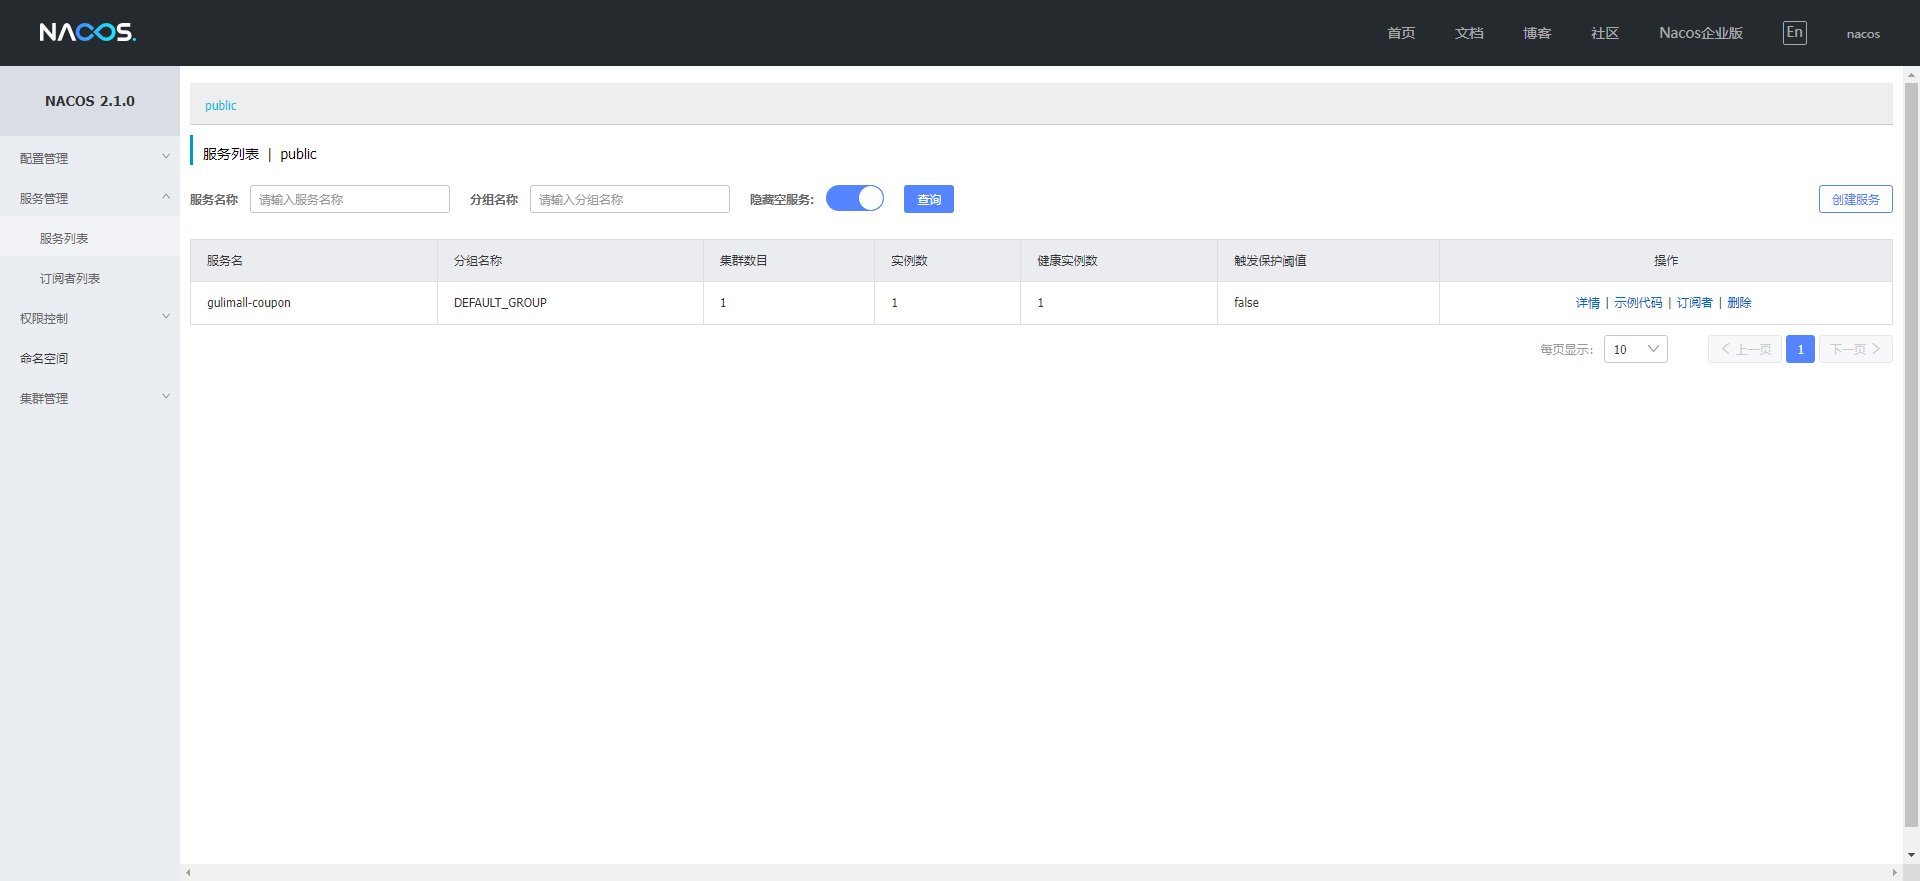 NACOS.
首页 文档 博客 社区 Nacos企业版 En nacos
NACOS 2.1.0
配置管理
服务管理
服务列表
订阅者列表
权限控制
命名空间
集群管理
public
服务列表 | public
服务名称 请输入服务名称 分组名称 请输入分组名称 隐藏空服务: 查询 创建服务
服务名 分组名称 集群数目 实例数 健康实例数 触发保护阈值 操作
gulimall-coupon DEFAULT_GROUP 1 1 1 false 详情 | 示例代码 | 订阅者 | 删除
每页显示: 10 上一页 1 下一页